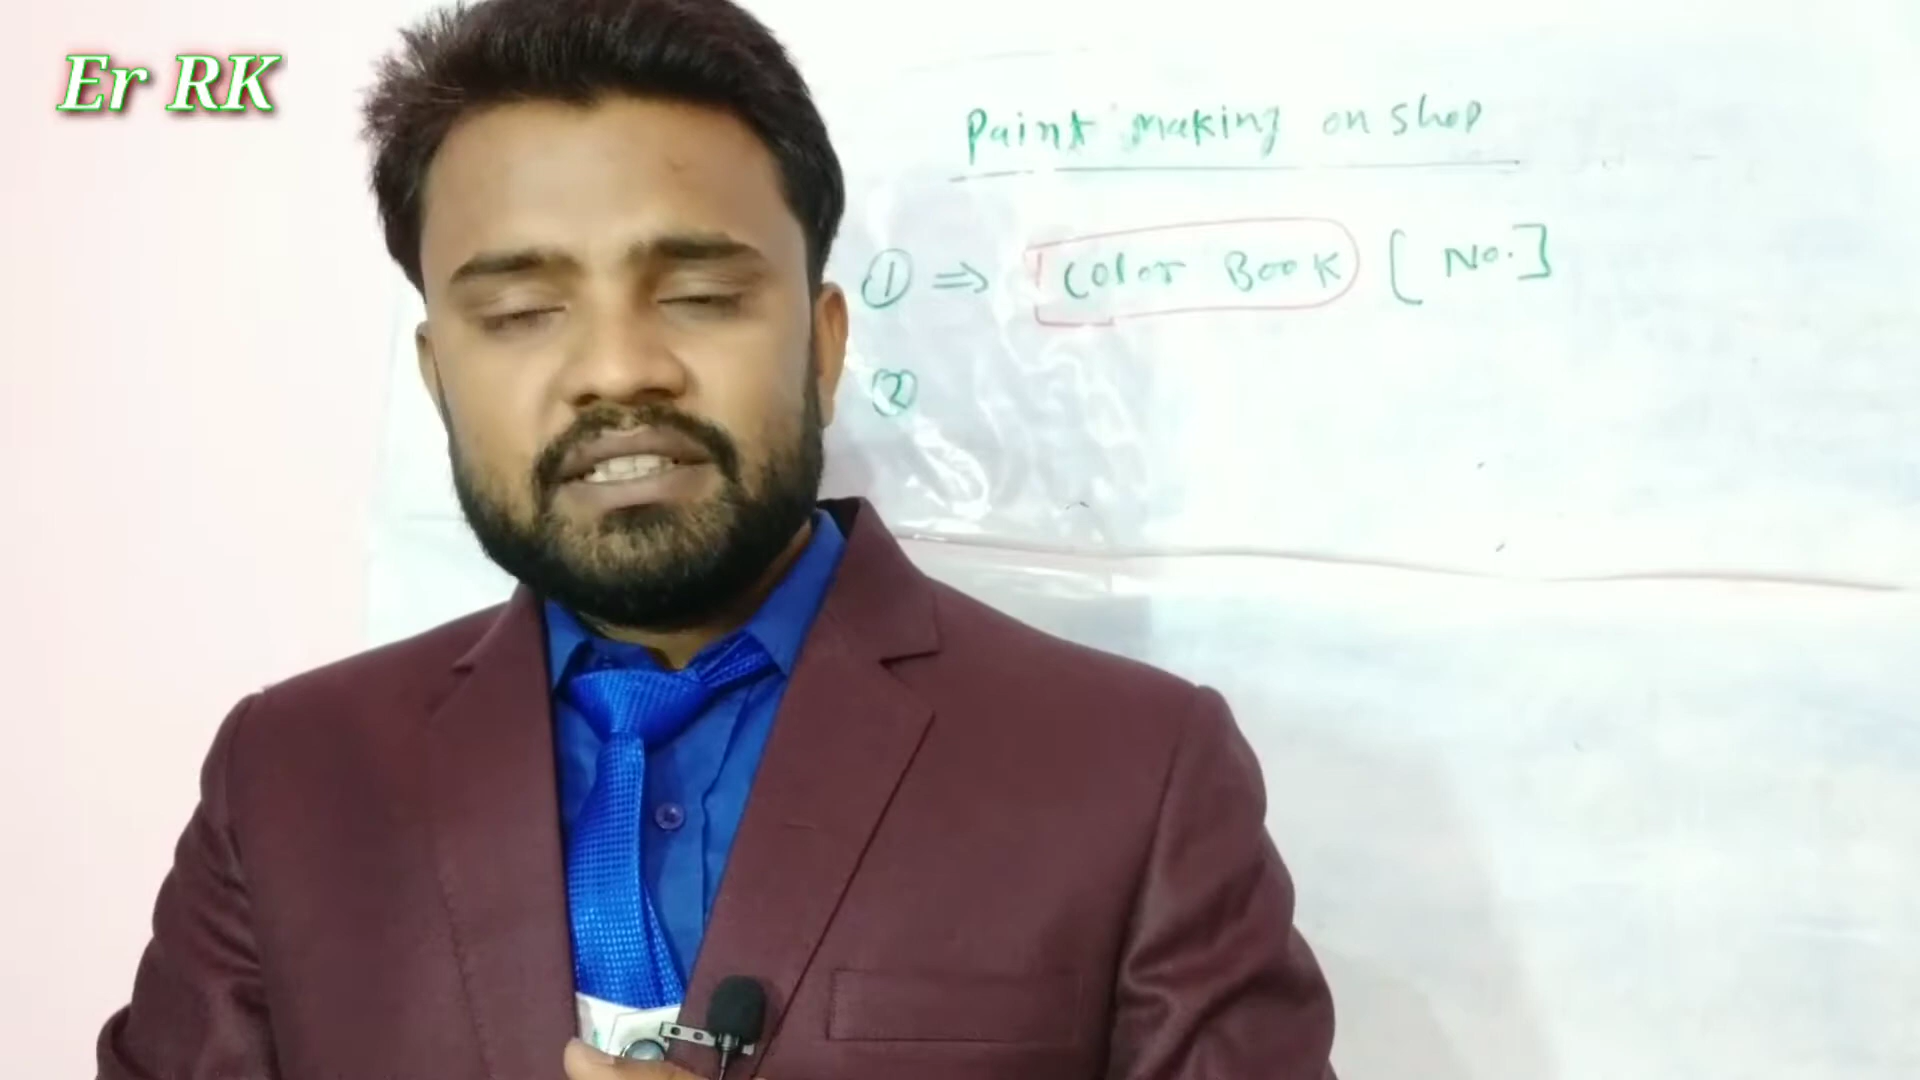 Er RK
Paint making on shop
① ⇒ Color Book [ No. ]
②